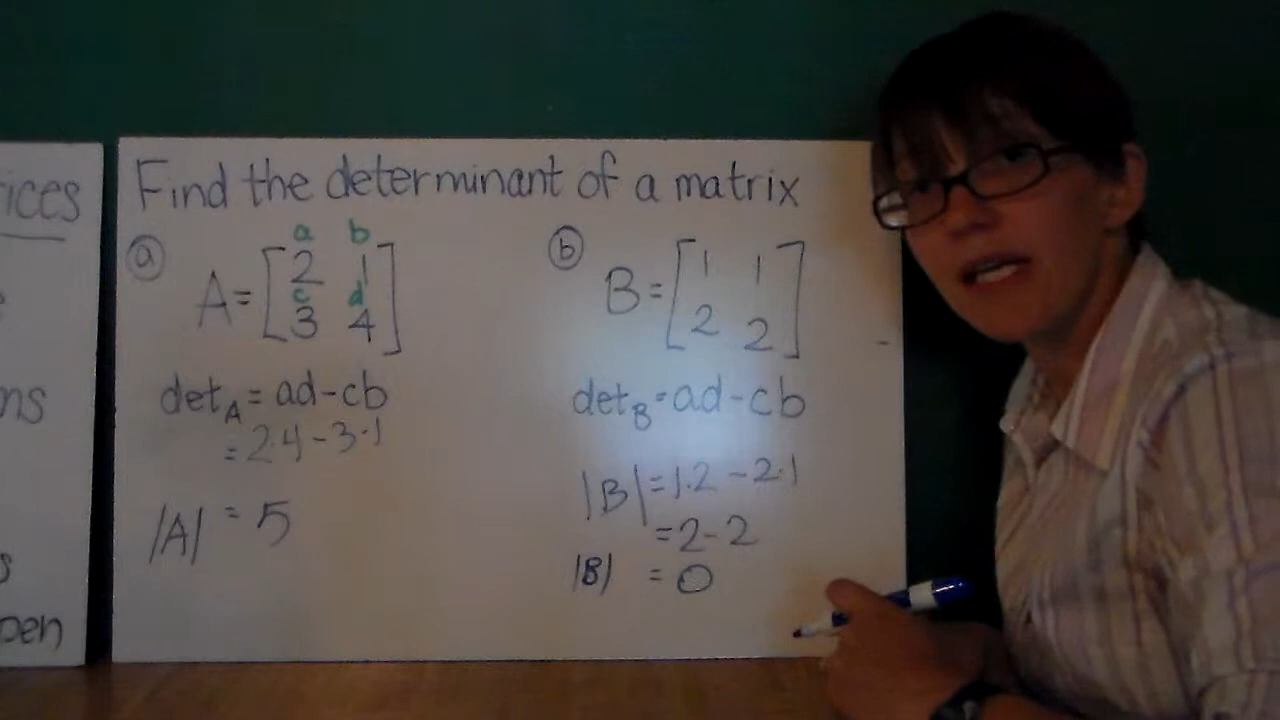 ices
ns
s
pen
Find the determinant of a matrix
ⓐ
a b
A = [2 1
c d
3 4]
det_A = ad - cb
= 2·4 - 3·1
|A| = 5
ⓑ
B = [1 1
2 2]
det_B = ad - cb
|B| = 1·2 - 2·1
= 2 - 2
|B| = 0